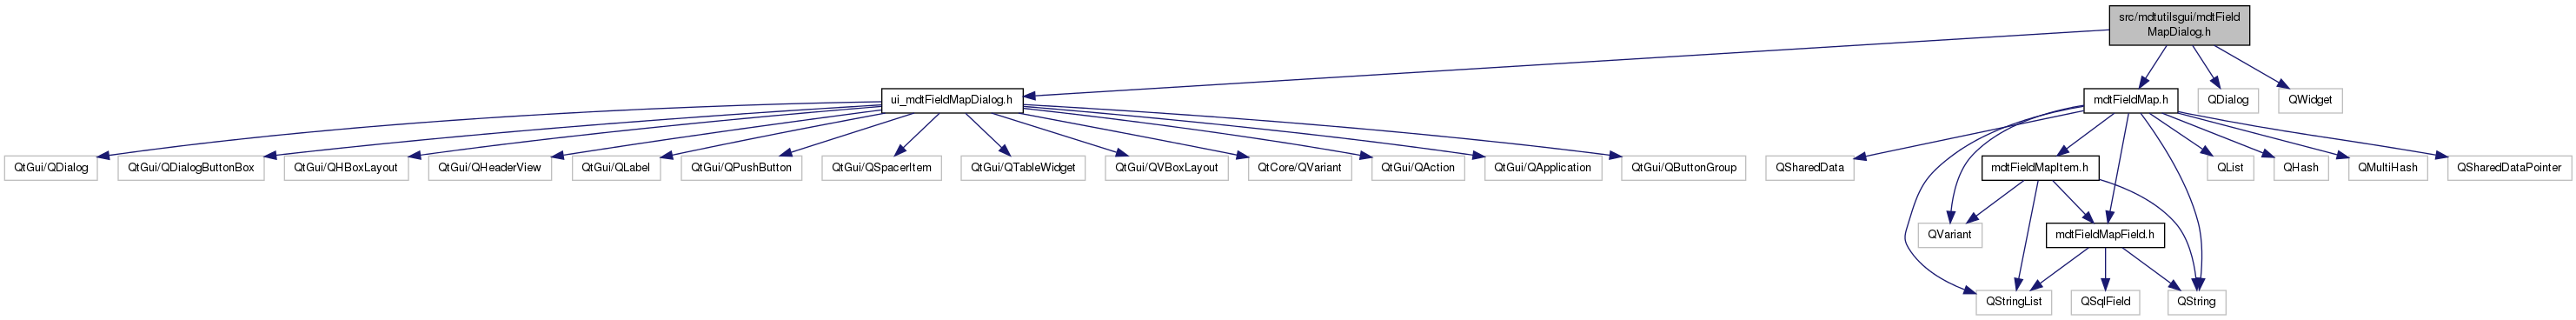 src/mdtutilsgui/mdtField
MapDialog.h
ui_mdtFieldMapDialog.h
mdtFieldMap.h
QDialog
QWidget
QtGui/QDialog
QtGui/QDialogButtonBox
QtGui/QHBoxLayout
QtGui/QHeaderView
QtGui/QLabel
QtGui/QPushButton
QtGui/QSpacerItem
QtGui/QTableWidget
QtGui/QVBoxLayout
QtCore/QVariant
QtGui/QAction
QtGui/QApplication
QtGui/QButtonGroup
QSharedData
mdtFieldMapItem.h
QList
QHash
QMultiHash
QSharedDataPointer
QVariant
mdtFieldMapField.h
QStringList
QSqlField
QString